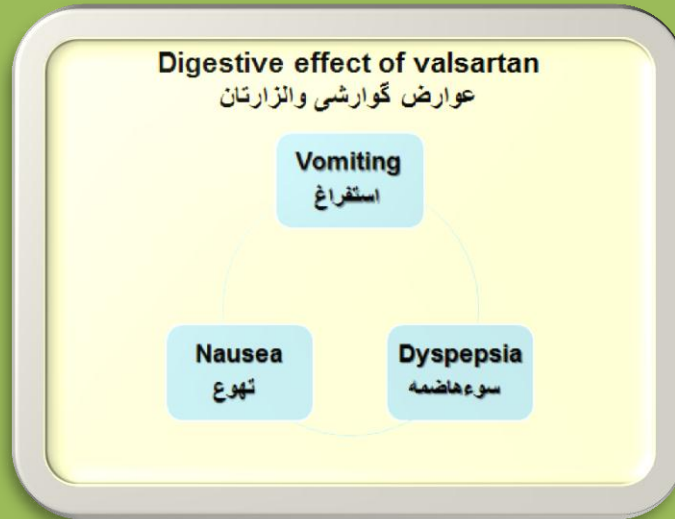 Digestive effect of valsartan
عوارض گوارشی والزارتان
Vomiting
استفراغ
Nausea
تهوع
Dyspepsia
سوءهاضمه